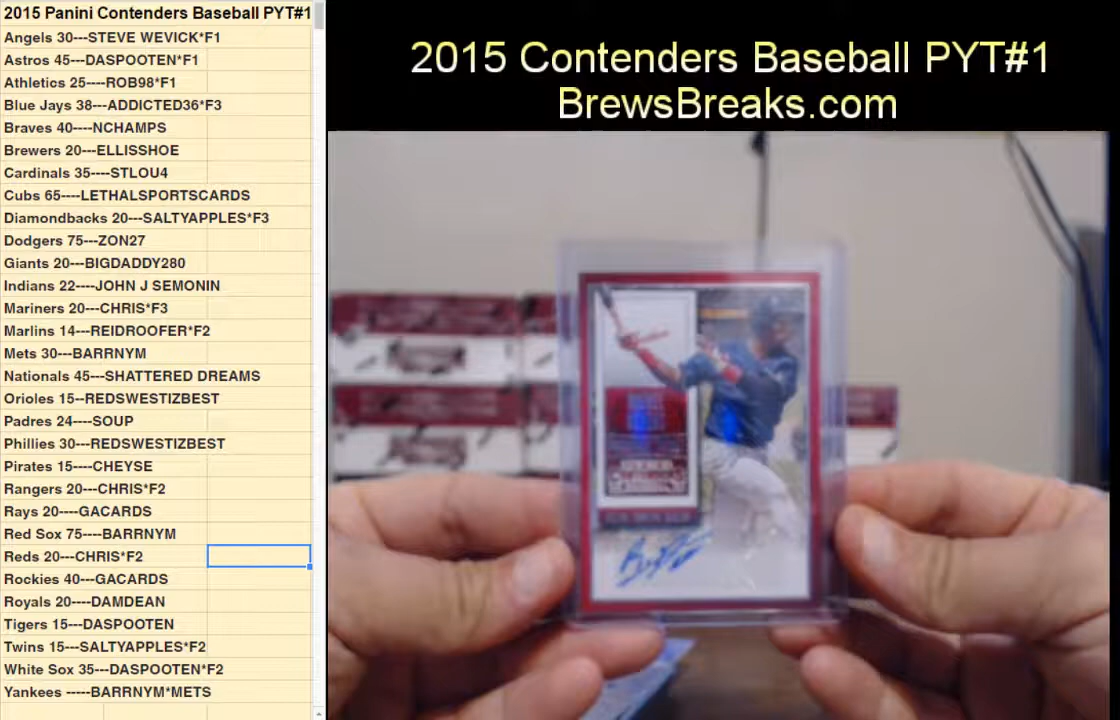 2015 Panini Contenders Baseball PYT#1
Angels 30---STEVE WEVICK*F1
Astros 45---DASPOOTEN*F1
Athletics 25----ROB98*F1
Blue Jays 38---ADDICTED36*F3
Braves 40----NCHAMPS
Brewers 20---ELLISSHOE
Cardinals 35----STLOU4
Cubs 65----LETHALSPORTSCARDS
Diamondbacks 20---SALTYAPPLES*F3
Dodgers 75---ZON27
Giants 20---BIGDADDY280
Indians 22----JOHN J SEMONIN
Mariners 20---CHRIS*F3
Marlins 14---REIDROOFER*F2
Mets 30---BARRNYM
Nationals 45---SHATTERED DREAMS
Orioles 15--REDSWESTIZBEST
Padres 24----SOUP
Phillies 30---REDSWESTIZBEST
Pirates 15----CHEYSE
Rangers 20---CHRIS*F2
Rays 20----GACARDS
Red Sox 75----BARRNYM
Reds 20---CHRIS*F2
Rockies 40---GACARDS
Royals 20----DAMDEAN
Tigers 15----DASPOOTEN
Twins 15---SALTYAPPLES*F2
White Sox 35----DASPOOTEN*F2
Yankees -----BARRNYM*METS
2015 Contenders Baseball PYT#1
BrewsBreaks.com